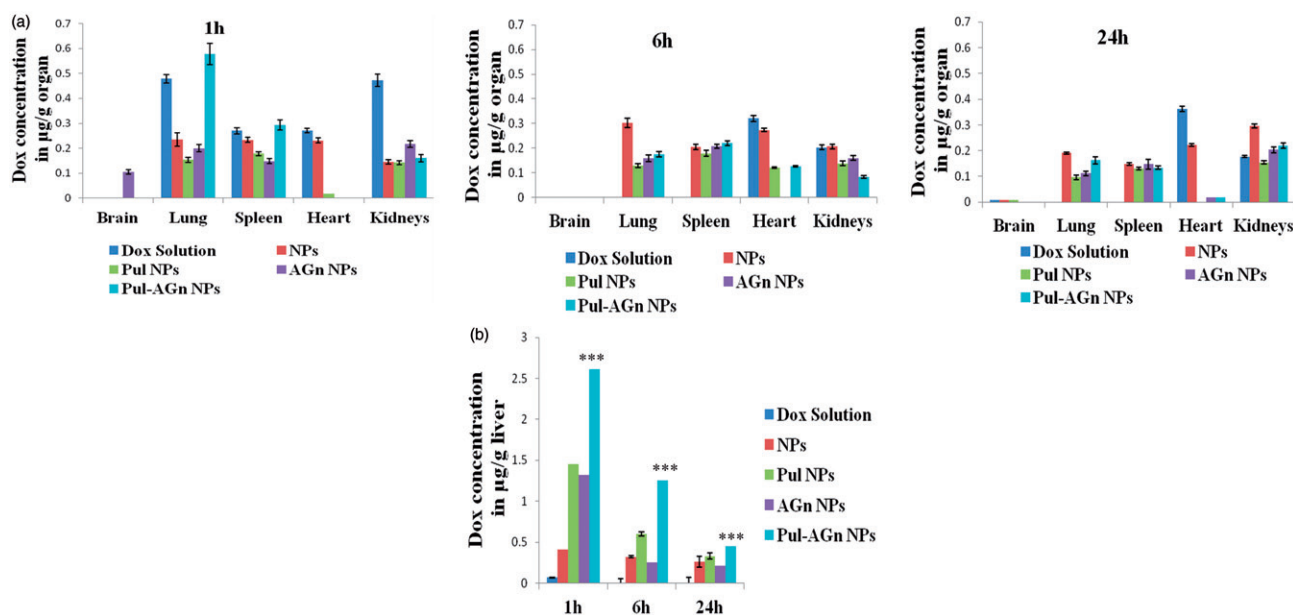 (a)
1h
Dox concentration
in µg/g organ
0.7
0.6
0.5
0.4
0.3
0.2
0.1
0
Brain Lung Spleen Heart Kidneys
Dox Solution NPs
Pul NPs AGn NPs
Pul-AGn NPs
6h
Dox concentration
in µg/g organ
0.7
0.6
0.5
0.4
0.3
0.2
0.1
0
Brain Lung Spleen Heart Kidneys
Dox Solution NPs
Pul NPs AGn NPs
Pul-AGn NPs
24h
Dox concentration
in µg/g organ
0.7
0.6
0.5
0.4
0.3
0.2
0.1
0
Brain Lung Spleen Heart Kidneys
Dox Solution NPs
Pul NPs AGn NPs
Pul-AGn NPs
(b)
Dox concentration
in µg/g liver
3
2.5
2
1.5
1
0.5
0
***
***
***
1h 6h 24h
Dox Solution
NPs
Pul NPs
AGn NPs
Pul-AGn NPs